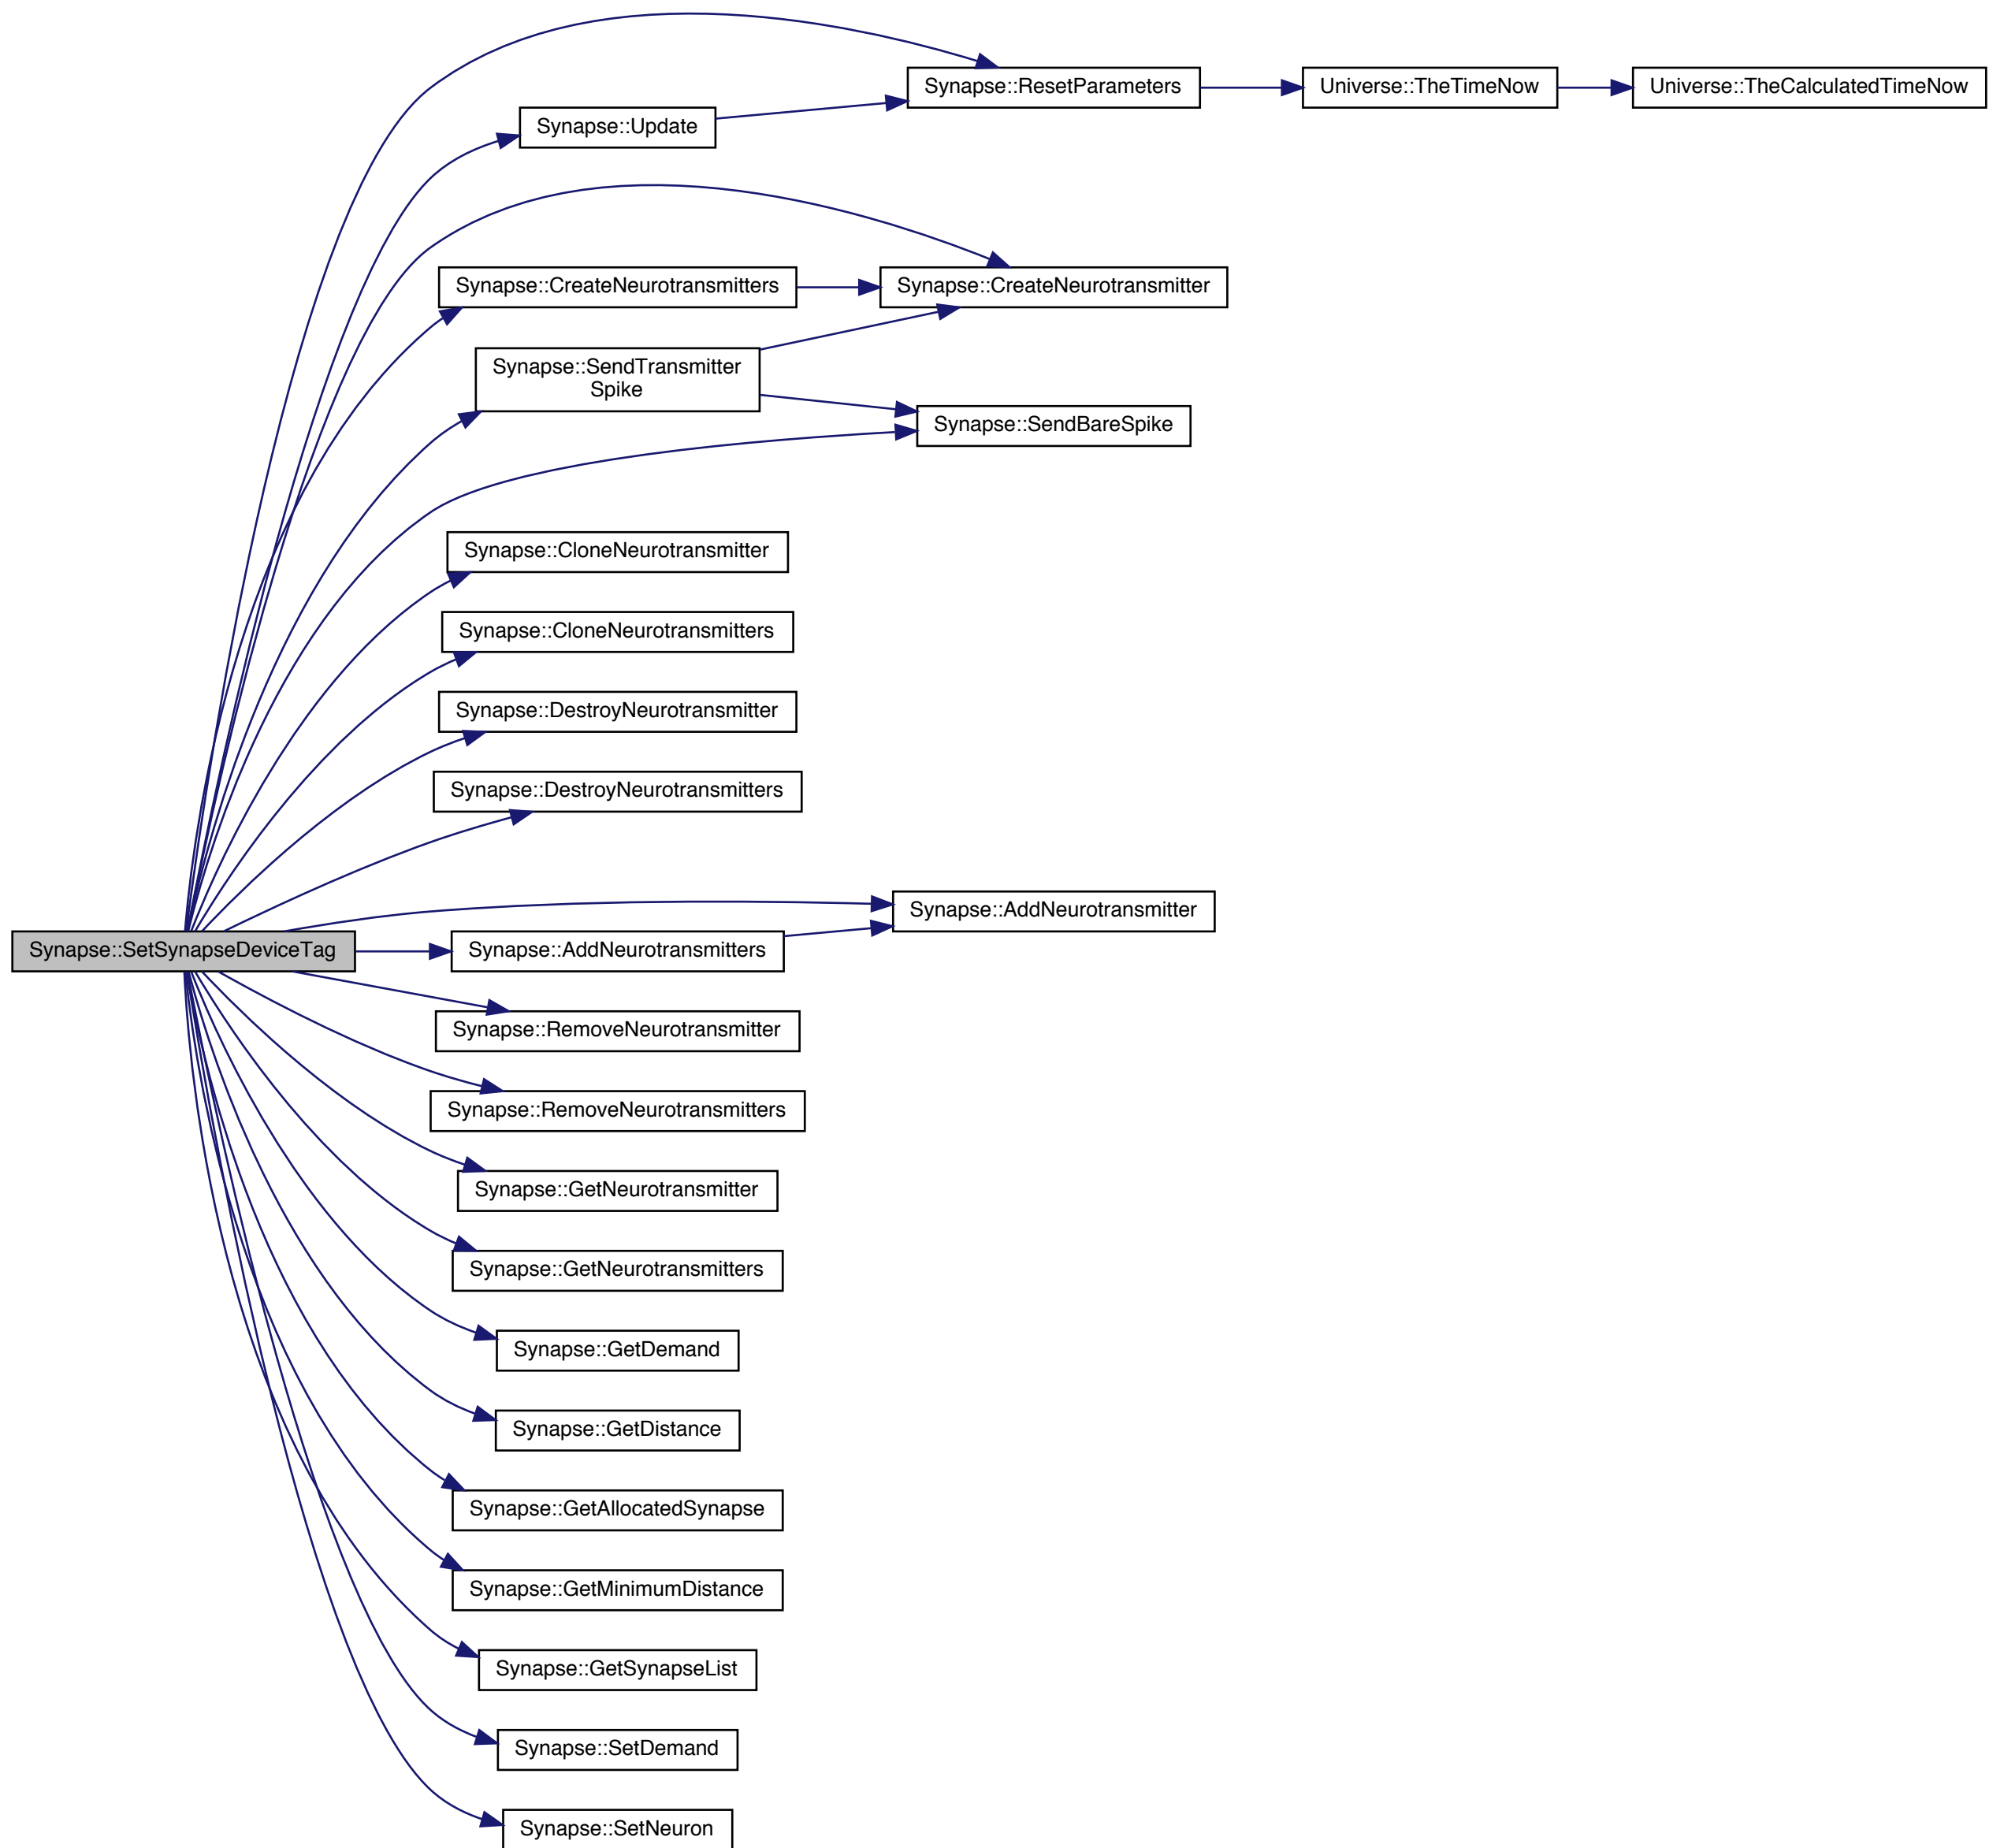 Synapse::ResetParameters
Universe::TheTimeNow
Universe::TheCalculatedTimeNow
Synapse::Update
Synapse::CreateNeurotransmitters
Synapse::CreateNeurotransmitter
Synapse::SendTransmitter
Spike
Synapse::SendBareSpike
Synapse::CloneNeurotransmitter
Synapse::CloneNeurotransmitters
Synapse::DestroyNeurotransmitter
Synapse::DestroyNeurotransmitters
Synapse::AddNeurotransmitter
Synapse::SetSynapseDeviceTag
Synapse::AddNeurotransmitters
Synapse::RemoveNeurotransmitter
Synapse::RemoveNeurotransmitters
Synapse::GetNeurotransmitter
Synapse::GetNeurotransmitters
Synapse::GetDemand
Synapse::GetDistance
Synapse::GetAllocatedSynapse
Synapse::GetMinimumDistance
Synapse::GetSynapseList
Synapse::SetDemand
Synapse::SetNeuron